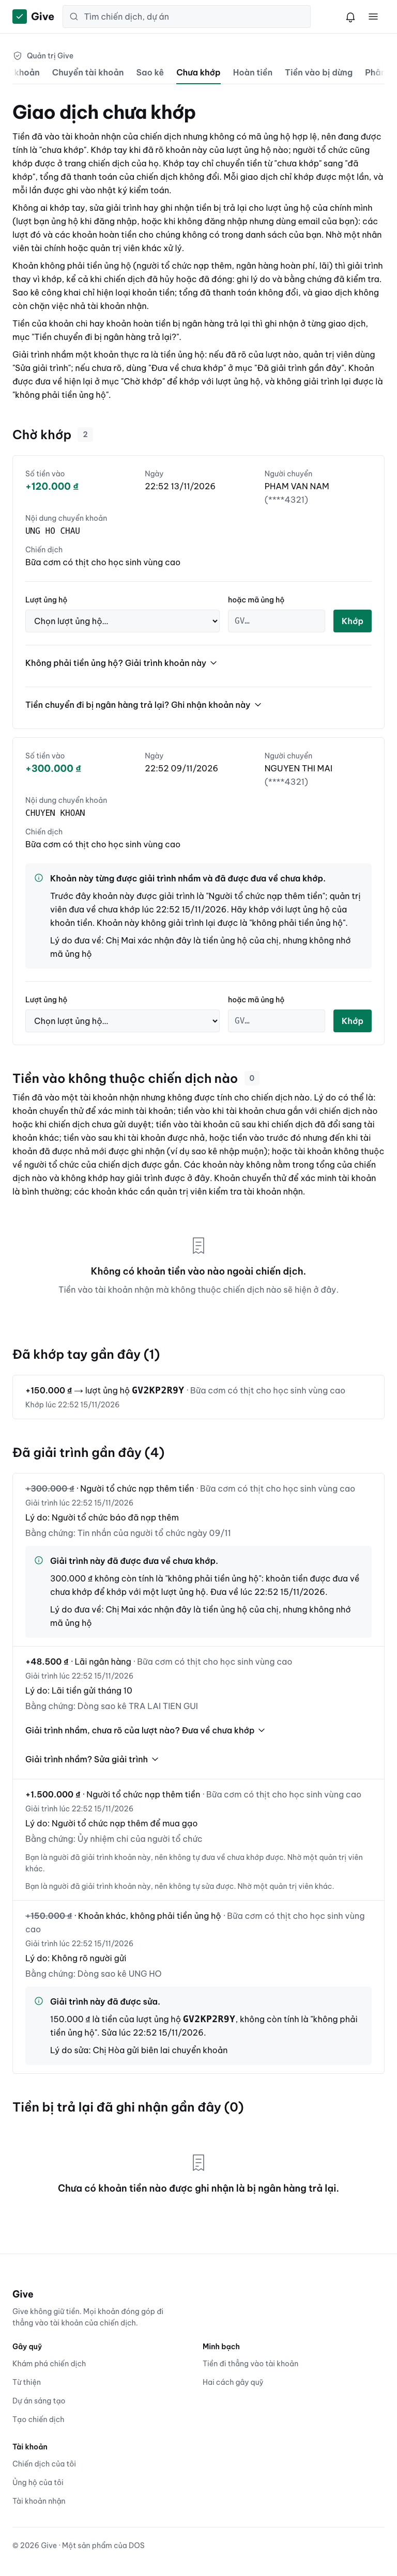 Give
Tìm chiến dịch, dự án
Quản trị Give
khoản
Chuyển tài khoản
Sao kê
Chưa khớp
Hoàn tiền
Tiền vào bị dừng
Phân
Giao dịch chưa khớp
Tiền đã vào tài khoản nhận của chiến dịch nhưng không có mã ủng hộ hợp lệ, nên đang được
tính là "chưa khớp". Khớp tay khi đã rõ khoản này của lượt ủng hộ nào; người tổ chức cũng
khớp được ở trang chiến dịch của họ. Khớp tay chỉ chuyển tiền từ "chưa khớp" sang "đã
khớp", tổng đã thanh toán của chiến dịch không đổi. Mỗi giao dịch chỉ khớp được một lần, và
mỗi lần được ghi vào nhật ký kiểm toán.
Không ai khớp tay, sửa giải trình hay ghi nhận tiền bị trả lại cho lượt ủng hộ của chính mình
(lượt bạn ủng hộ khi đăng nhập, hoặc khi không đăng nhập nhưng dùng email của bạn): các
lượt đó và các khoản hoàn tiền cho chúng không có trong danh sách của bạn. Nhờ một nhân
viên tài chính hoặc quản trị viên khác xử lý.
Khoản không phải tiền ủng hộ (người tổ chức nạp thêm, ngân hàng hoàn phí, lãi) thì giải trình
thay vì khớp, kể cả khi chiến dịch đã hủy hoặc đã đóng: ghi lý do và bằng chứng đã kiểm tra.
Sao kê công khai chỉ hiện loại khoản tiền; tổng đã thanh toán không đổi, và giao dịch không
còn chờ trong việc nhả tài khoản nhận.
Tiền của khoản chi hay khoản hoàn tiền bị ngân hàng trả lại thì ghi nhận ở từng giao dịch,
mục "Tiền chuyển đi bị ngân hàng trả lại?".
Giải trình nhầm một khoản thực ra là tiền ủng hộ: nếu đã rõ của lượt nào, quản trị viên dùng
"Sửa giải trình"; nếu chưa rõ, dùng "Đưa về chưa khớp" ở mục "Đã giải trình gần đây". Khoản
được đưa về hiện lại ở mục "Chờ khớp" để khớp với lượt ủng hộ, và không giải trình lại được là
"không phải tiền ủng hộ".
Chờ khớp 2
Số tiền vào
Ngày
Người chuyển
+120.000 ₫
22:52 13/11/2026
PHAM VAN NAM
(****4321)
Nội dung chuyển khoản
UNG HO CHAU
Chiến dịch
Bữa cơm có thịt cho học sinh vùng cao
Lượt ủng hộ
hoặc mã ủng hộ
Chọn lượt ủng hộ...
GV…
Khớp
Không phải tiền ủng hộ? Giải trình khoản này
Tiền chuyển đi bị ngân hàng trả lại? Ghi nhận khoản này
Số tiền vào
Ngày
Người chuyển
+300.000 ₫
22:52 09/11/2026
NGUYEN THI MAI
(****4321)
Nội dung chuyển khoản
CHUYEN KHOAN
Chiến dịch
Bữa cơm có thịt cho học sinh vùng cao
Khoản này từng được giải trình nhầm và đã được đưa về chưa khớp.
Trước đây khoản này được giải trình là "Người tổ chức nạp thêm tiền"; quản trị
viên đưa về chưa khớp lúc 22:52 15/11/2026. Hãy khớp với lượt ủng hộ của
khoản tiền. Khoản này không giải trình lại được là "không phải tiền ủng hộ".
Lý do đưa về: Chị Mai xác nhận đây là tiền ủng hộ của chị, nhưng không nhớ
mã ủng hộ
Lượt ủng hộ
hoặc mã ủng hộ
Chọn lượt ủng hộ...
GV…
Khớp
Tiền vào không thuộc chiến dịch nào 0
Tiền đã vào một tài khoản nhận nhưng không được tính cho chiến dịch nào. Lý do có thể là:
khoản chuyển thử để xác minh tài khoản; tiền vào khi tài khoản chưa gắn với chiến dịch nào
hoặc khi chiến dịch chưa gửi duyệt; tiền vào tài khoản cũ sau khi chiến dịch đã đổi sang tài
khoản khác; tiền vào sau khi tài khoản được nhả, hoặc tiền vào trước đó nhưng đến khi tài
khoản đã được nhả mới được ghi nhận (ví dụ sao kê nhập muộn); hoặc tài khoản không thuộc
về người tổ chức của chiến dịch được gắn. Các khoản này không nằm trong tổng của chiến
dịch nào và không khớp hay giải trình được ở đây. Khoản chuyển thử để xác minh tài khoản
là bình thường; các khoản khác cần quản trị viên kiểm tra tài khoản nhận.
Không có khoản tiền vào nào ngoài chiến dịch.
Tiền vào tài khoản nhận mà không thuộc chiến dịch nào sẽ hiện ở đây.
Đã khớp tay gần đây (1)
+150.000 ₫ → lượt ủng hộ GV2KP2R9Y · Bữa cơm có thịt cho học sinh vùng cao
Khớp lúc 22:52 15/11/2026
Đã giải trình gần đây (4)
+300.000 ₫ · Người tổ chức nạp thêm tiền · Bữa cơm có thịt cho học sinh vùng cao
Giải trình lúc 22:52 15/11/2026
Lý do: Người tổ chức báo đã nạp thêm
Bằng chứng: Tin nhắn của người tổ chức ngày 09/11
Giải trình này đã được đưa về chưa khớp.
300.000 ₫ không còn tính là "không phải tiền ủng hộ": khoản tiền được đưa về
chưa khớp để khớp với một lượt ủng hộ. Đưa về lúc 22:52 15/11/2026.
Lý do đưa về: Chị Mai xác nhận đây là tiền ủng hộ của chị, nhưng không nhớ
mã ủng hộ
+48.500 ₫ · Lãi ngân hàng · Bữa cơm có thịt cho học sinh vùng cao
Giải trình lúc 22:52 15/11/2026
Lý do: Lãi tiền gửi tháng 10
Bằng chứng: Dòng sao kê TRA LAI TIEN GUI
Giải trình nhầm, chưa rõ của lượt nào? Đưa về chưa khớp
Giải trình nhầm? Sửa giải trình
+1.500.000 ₫ · Người tổ chức nạp thêm tiền · Bữa cơm có thịt cho học sinh vùng cao
Giải trình lúc 22:52 15/11/2026
Lý do: Người tổ chức nạp thêm để mua gạo
Bằng chứng: Ủy nhiệm chi của người tổ chức
Bạn là người đã giải trình khoản này, nên không tự đưa về chưa khớp được. Nhờ một quản trị viên
khác.
Bạn là người đã giải trình khoản này, nên không tự sửa được. Nhờ một quản trị viên khác.
+150.000 ₫ · Khoản khác, không phải tiền ủng hộ · Bữa cơm có thịt cho học sinh vùng
cao
Giải trình lúc 22:52 15/11/2026
Lý do: Không rõ người gửi
Bằng chứng: Dòng sao kê UNG HO
Giải trình này đã được sửa.
150.000 ₫ là tiền của lượt ủng hộ GV2KP2R9Y, không còn tính là "không phải
tiền ủng hộ". Sửa lúc 22:52 15/11/2026.
Lý do sửa: Chị Hòa gửi biên lai chuyển khoản
Tiền bị trả lại đã ghi nhận gần đây (0)
Chưa có khoản tiền nào được ghi nhận là bị ngân hàng trả lại.
Give
Give không giữ tiền. Mọi khoản đóng góp đi
thẳng vào tài khoản của chiến dịch.
Gây quỹ
Minh bạch
Khám phá chiến dịch
Tiền đi thẳng vào tài khoản
Từ thiện
Hai cách gây quỹ
Dự án sáng tạo
Tạo chiến dịch
Tài khoản
Chiến dịch của tôi
Ủng hộ của tôi
Tài khoản nhận
© 2026 Give · Một sản phẩm của DOS